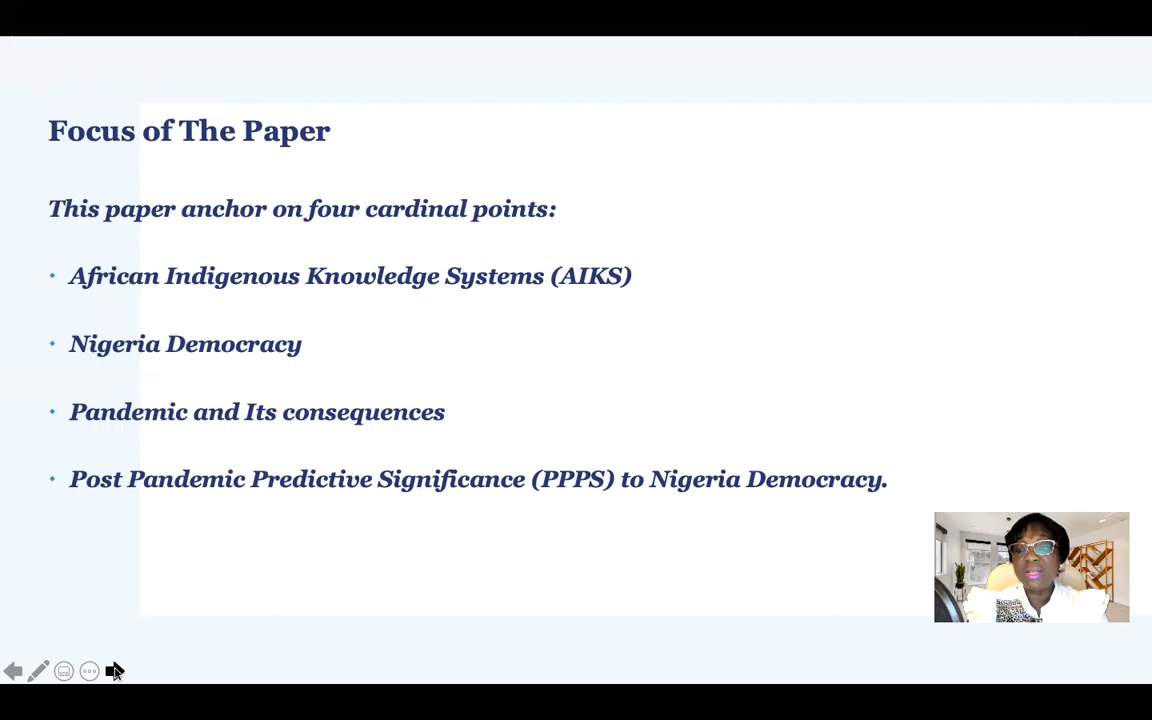 Focus of The Paper
This paper anchor on four cardinal points:
African Indigenous Knowledge Systems (AIKS)
Nigeria Democracy
Pandemic and Its consequences
Post Pandemic Predictive Significance (PPPS) to Nigeria Democracy.